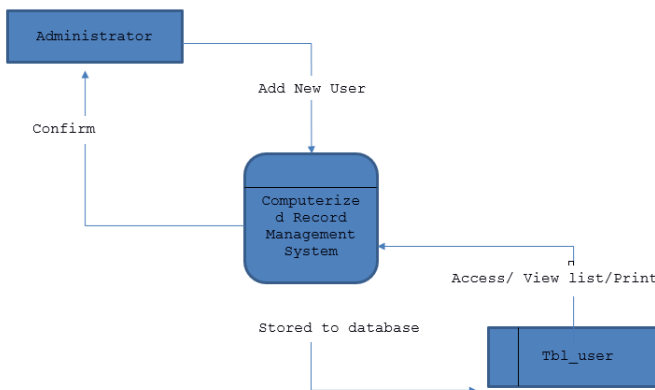 Administrator
Add New User
Confirm
Computerize
d Record
Management
System
Access/ View list/Print
Stored to database
Tbl_user